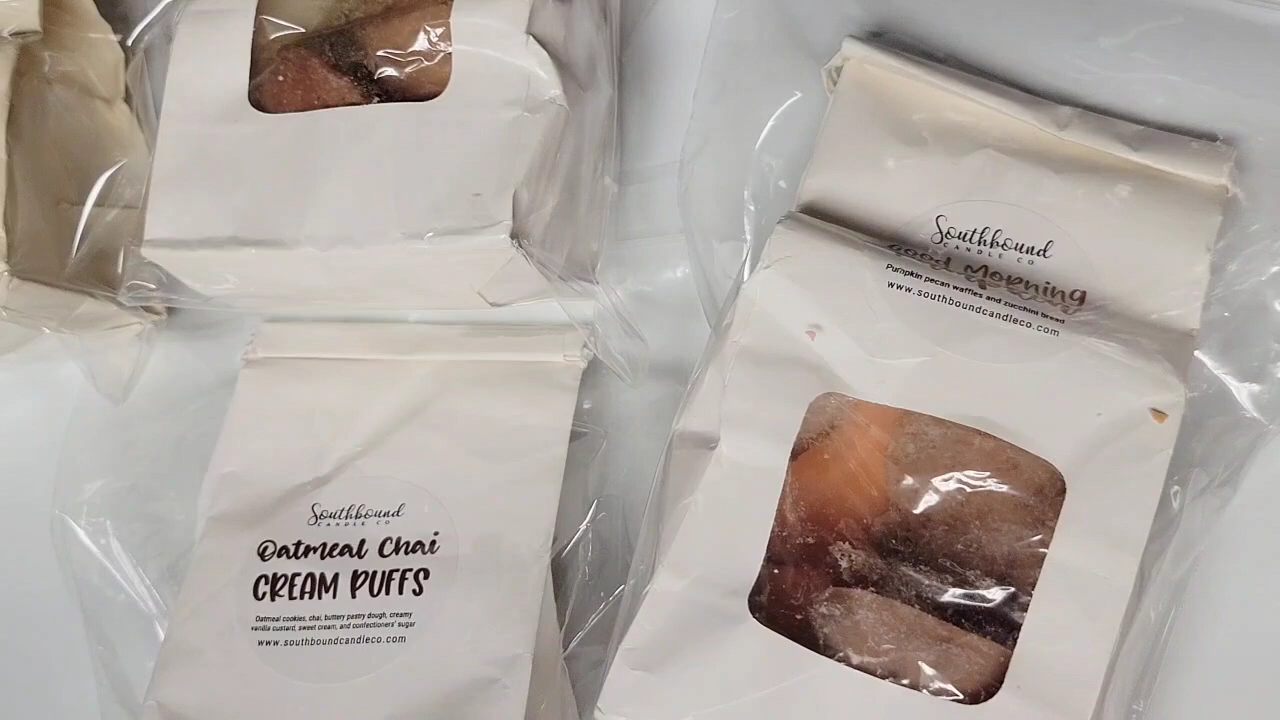 Southbound
CANDLE CO
Good Morning
Pumpkin pecan waffles and zucchini bread
www.southboundcandleco.com
Southbound
CANDLE CO
Oatmeal Chai
CREAM PUFFS
Oatmeal cookies, chai, buttery pastry dough, creamy
vanilla custard, sweet cream, and confectioners' sugar
www.southboundcandleco.com